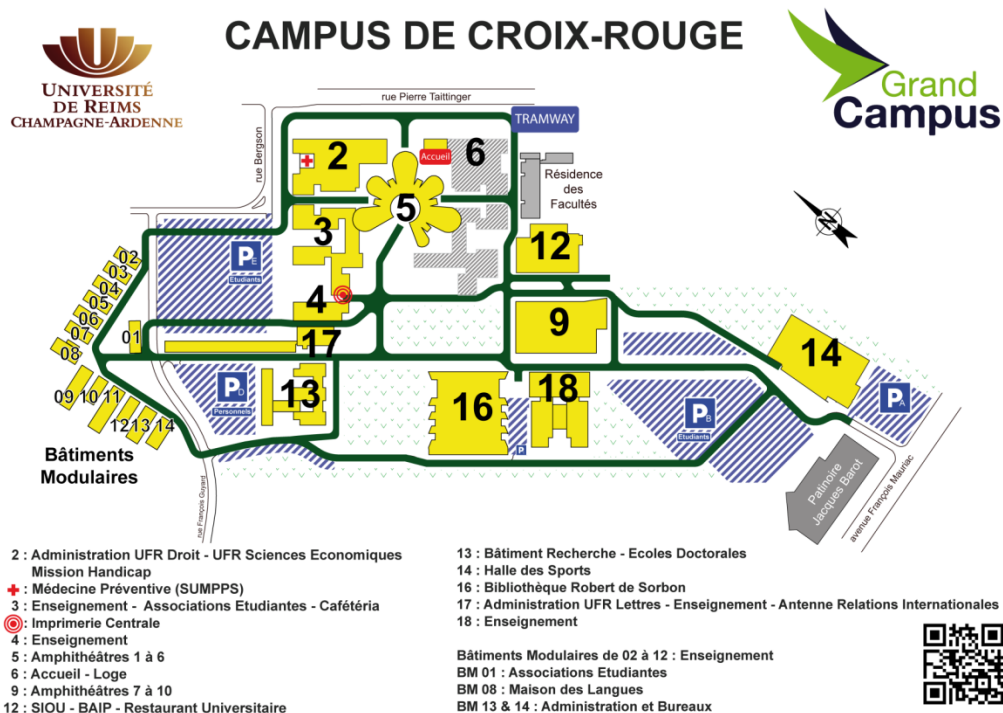 CAMPUS DE CROIX-ROUGE
UNIVERSITÉ
DE REIMS
CHAMPAGNE-ARDENNE
Grand
Campus
rue Pierre Taittinger
TRAMWAY
rue Bergson
2
Accueil
6
Résidence
des
Facultés
5
3
12
N
PE
Etudiants
02
03
04
05
06
07
08
01
4
9
17
14
09
10
11
12
13
14
PD
Personnels
13
16
18
P
PB
Etudiants
PA
Bâtiments
Modulaires
rue François Guyard
Patinoire
Jacques Barot
avenue François Mauriac
2 : Administration UFR Droit - UFR Sciences Economiques
Mission Handicap
: Médecine Préventive (SUMPPS)
3 : Enseignement - Associations Etudiantes - Cafétéria
: Imprimerie Centrale
4 : Enseignement
5 : Amphithéâtres 1 à 6
6 : Accueil - Loge
9 : Amphithéâtres 7 à 10
12 : SIOU - BAIP - Restaurant Universitaire
13 : Bâtiment Recherche - Ecoles Doctorales
14 : Halle des Sports
16 : Bibliothèque Robert de Sorbon
17 : Administration UFR Lettres - Enseignement - Antenne Relations Internationales
18 : Enseignement
Bâtiments Modulaires de 02 à 12 : Enseignement
BM 01 : Associations Etudiantes
BM 08 : Maison des Langues
BM 13 & 14 : Administration et Bureaux